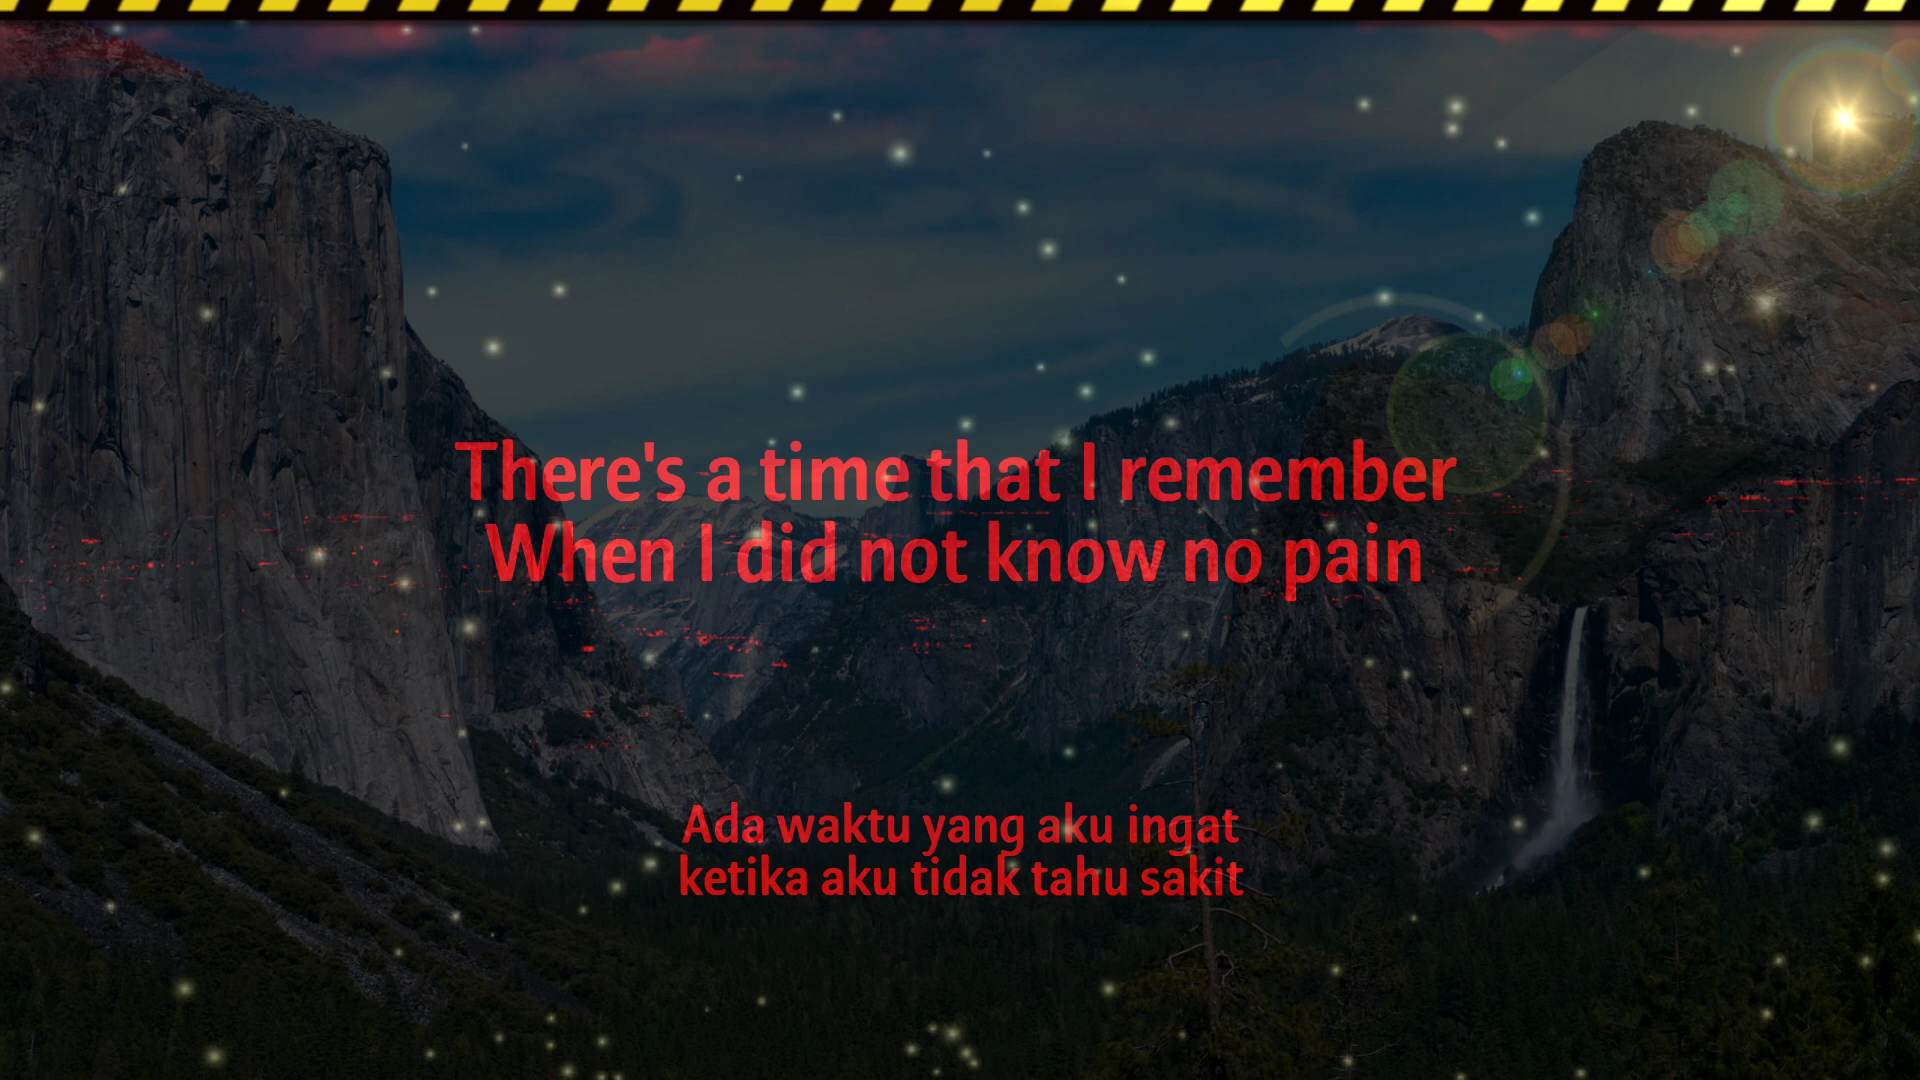 There's a time that I remember
When I did not know no pain
Ada waktu yang aku ingat
ketika aku tidak tahu sakit